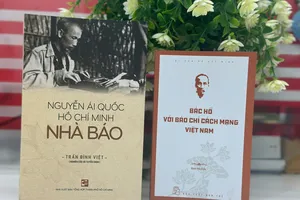 NGUYỄN ÁI QUỐC
HỒ CHÍ MINH
NHÀ BÁO
TRẦN BÌNH VIỆT
BÁC HỒ
VỚI BÁO CHÍ CÁCH MẠNG
VIỆT NAM